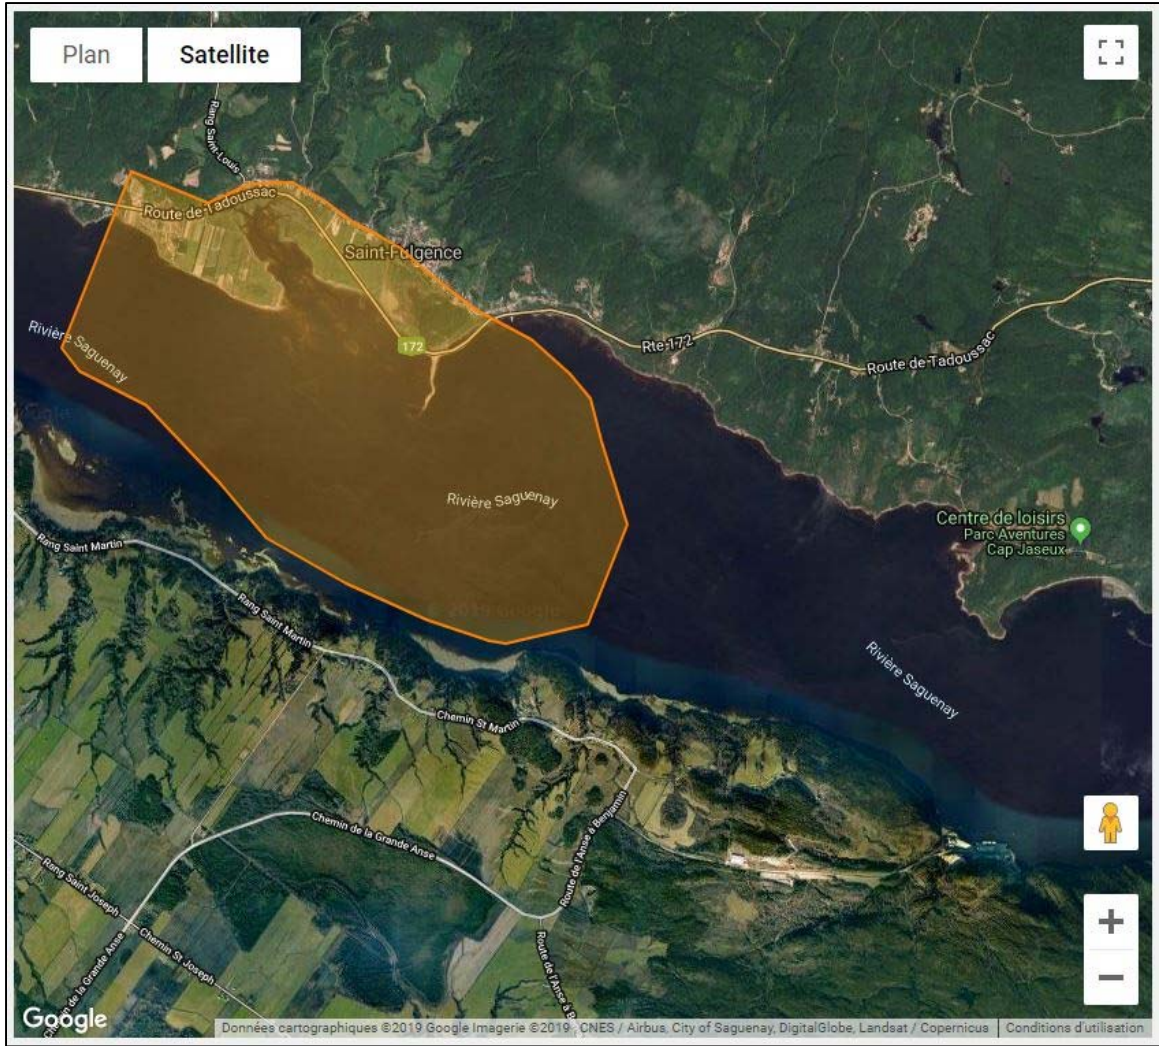 Plan
Satellite
Rang Saint-Louis
Route de Tadoussac
Saint-Fulgence
Rivière Saguenay
172
Rte 172
Route de Tadoussac
Rivière Saguenay
Centre de loisirs
Parc Aventures
Cap Jaseux
Rang Saint Martin
Rang Saint Martin
2019 Google
Rivière Saguenay
Chemin St Martin
Chemin de la Grande Anse
Route de l'Anse à Benjamin
Rang Saint Joseph
Chemin St Joseph
de la Grande Anse
Route de l'Anse à B
Google
Données cartographiques ©2019 Google Imagerie ©2019 , CNES / Airbus, City of Saguenay, DigitalGlobe, Landsat / Copernicus
Conditions d'utilisation